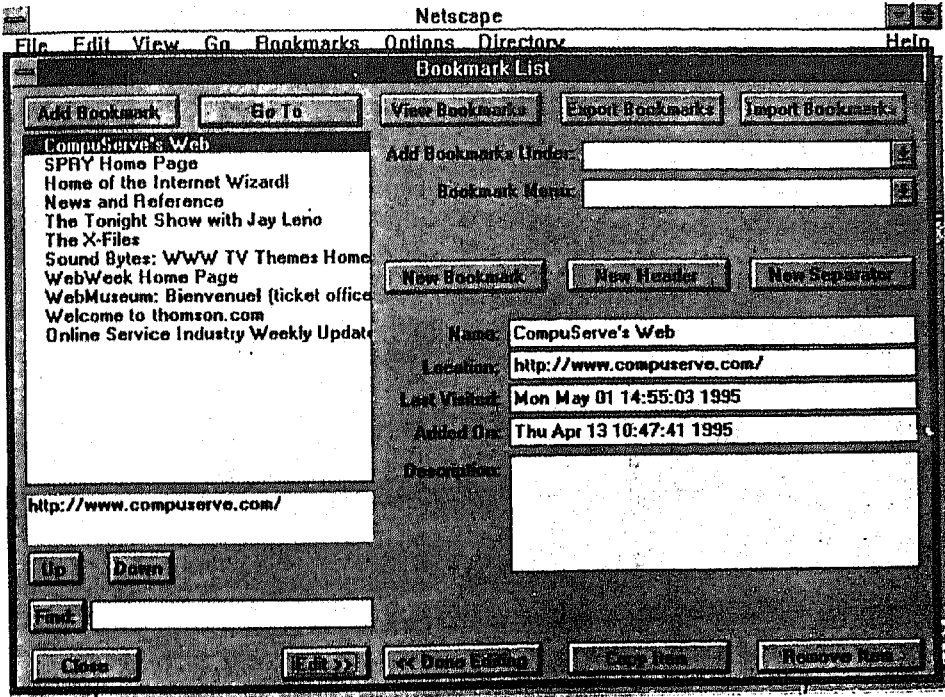 Netscape
File Edit View Go Bookmarks Options Directory Help
Bookmark List
Add Bookmark Go To View Bookmarks Export Bookmarks Import Bookmarks
CompuServe's Web
SPRY Home Page
Home of the Internet Wizard!
News and Reference
The Tonight Show with Jay Leno
The X-Files
Sound Bytes: WWW TV Themes Home
WebWeek Home Page
WebMuseum: Bienvenue! (ticket office
Welcome to thomson.com
Online Service Industry Weekly Update
http://www.compuserve.com/
Up Down
Find:
Close Edit >>
Add Bookmarks Under:
Bookmark Menu:
New Bookmark New Header New Separator
Name: CompuServe's Web
Location: http://www.compuserve.com/
Last Visited: Mon May 01 14:55:03 1995
Added On: Thu Apr 13 10:47:41 1995
Description:
<< Done Editing Copy Item Remove Item